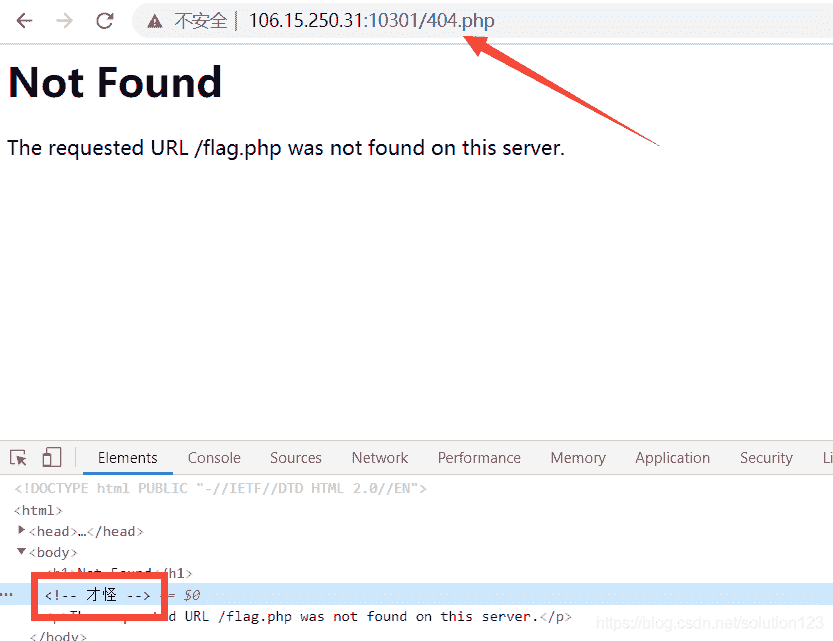 不安全 106.15.250.31:10301/404.php
Not Found
The requested URL /flag.php was not found on this server.
Elements Console Sources Network Performance Memory Application Security Li
<!DOCTYPE html PUBLIC "-//IETF//DTD HTML 2.0//EN">
<html>
<head>…</head>
<body>
<h1>Not Found</h1>
<!-- 才怪 --> == $0
URL /flag.php was not found on this server.</p>
https://blog.csdn.net/solution123
</body>